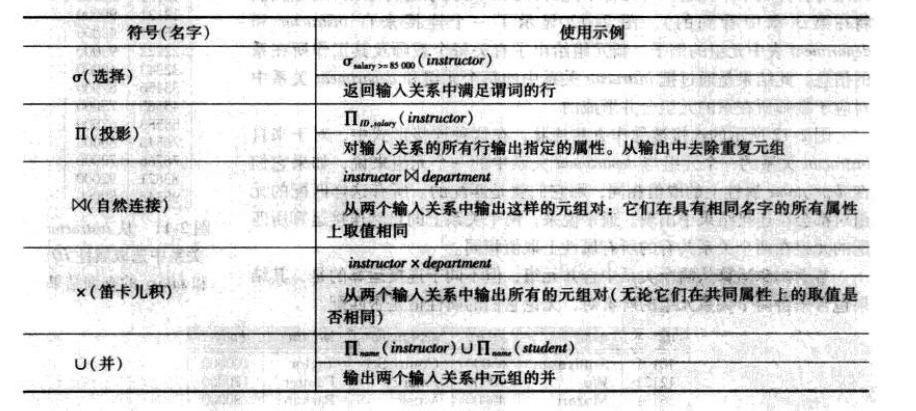 符号(名字) 使用示例
σ(选择)
σ salary >= 85 000 (instructor)
返回输入关系中满足谓词的行
Π(投影)
∏ ID, salary (instructor)
对输入关系的所有行输出指定的属性。从输出中去除重复元组
⋈(自然连接)
instructor ⋈ department
从两个输入关系中输出这样的元组对：它们在具有相同名字的所有属性
上取值相同
×(笛卡儿积)
instructor × department
从两个输入关系中输出所有的元组对(无论它们在共同属性上的取值是
否相同)
∪(并)
∏ name (instructor) ∪ ∏ name (student)
输出两个输入关系中元组的并